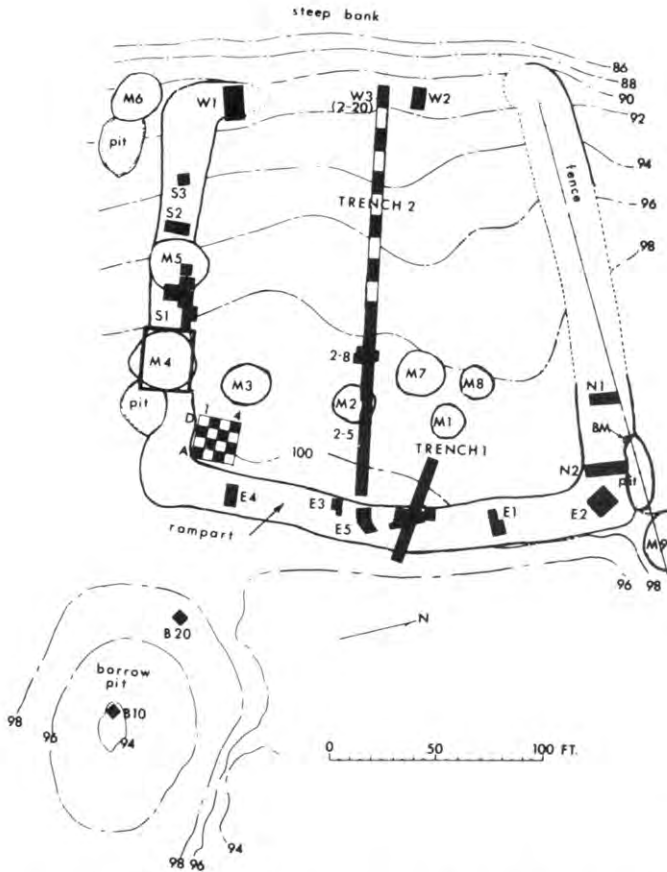 steep bank
86
88
90
92
94
96
98
M6
pit
W1
W3
(2-20)
W2
fence
S3
S2
TRENCH 2
M5
S1
M4
pit
M3
2-8
M7
M8
M2
M1
2-5
D 1 4
A
100
TRENCH 1
N1
BM
N2
pit
E4
E3
E5
E1
E2
M9
rampart
96 98
N
B20
borrow
pit
B10
98
96
94
0 50 100 FT.
98 96 94